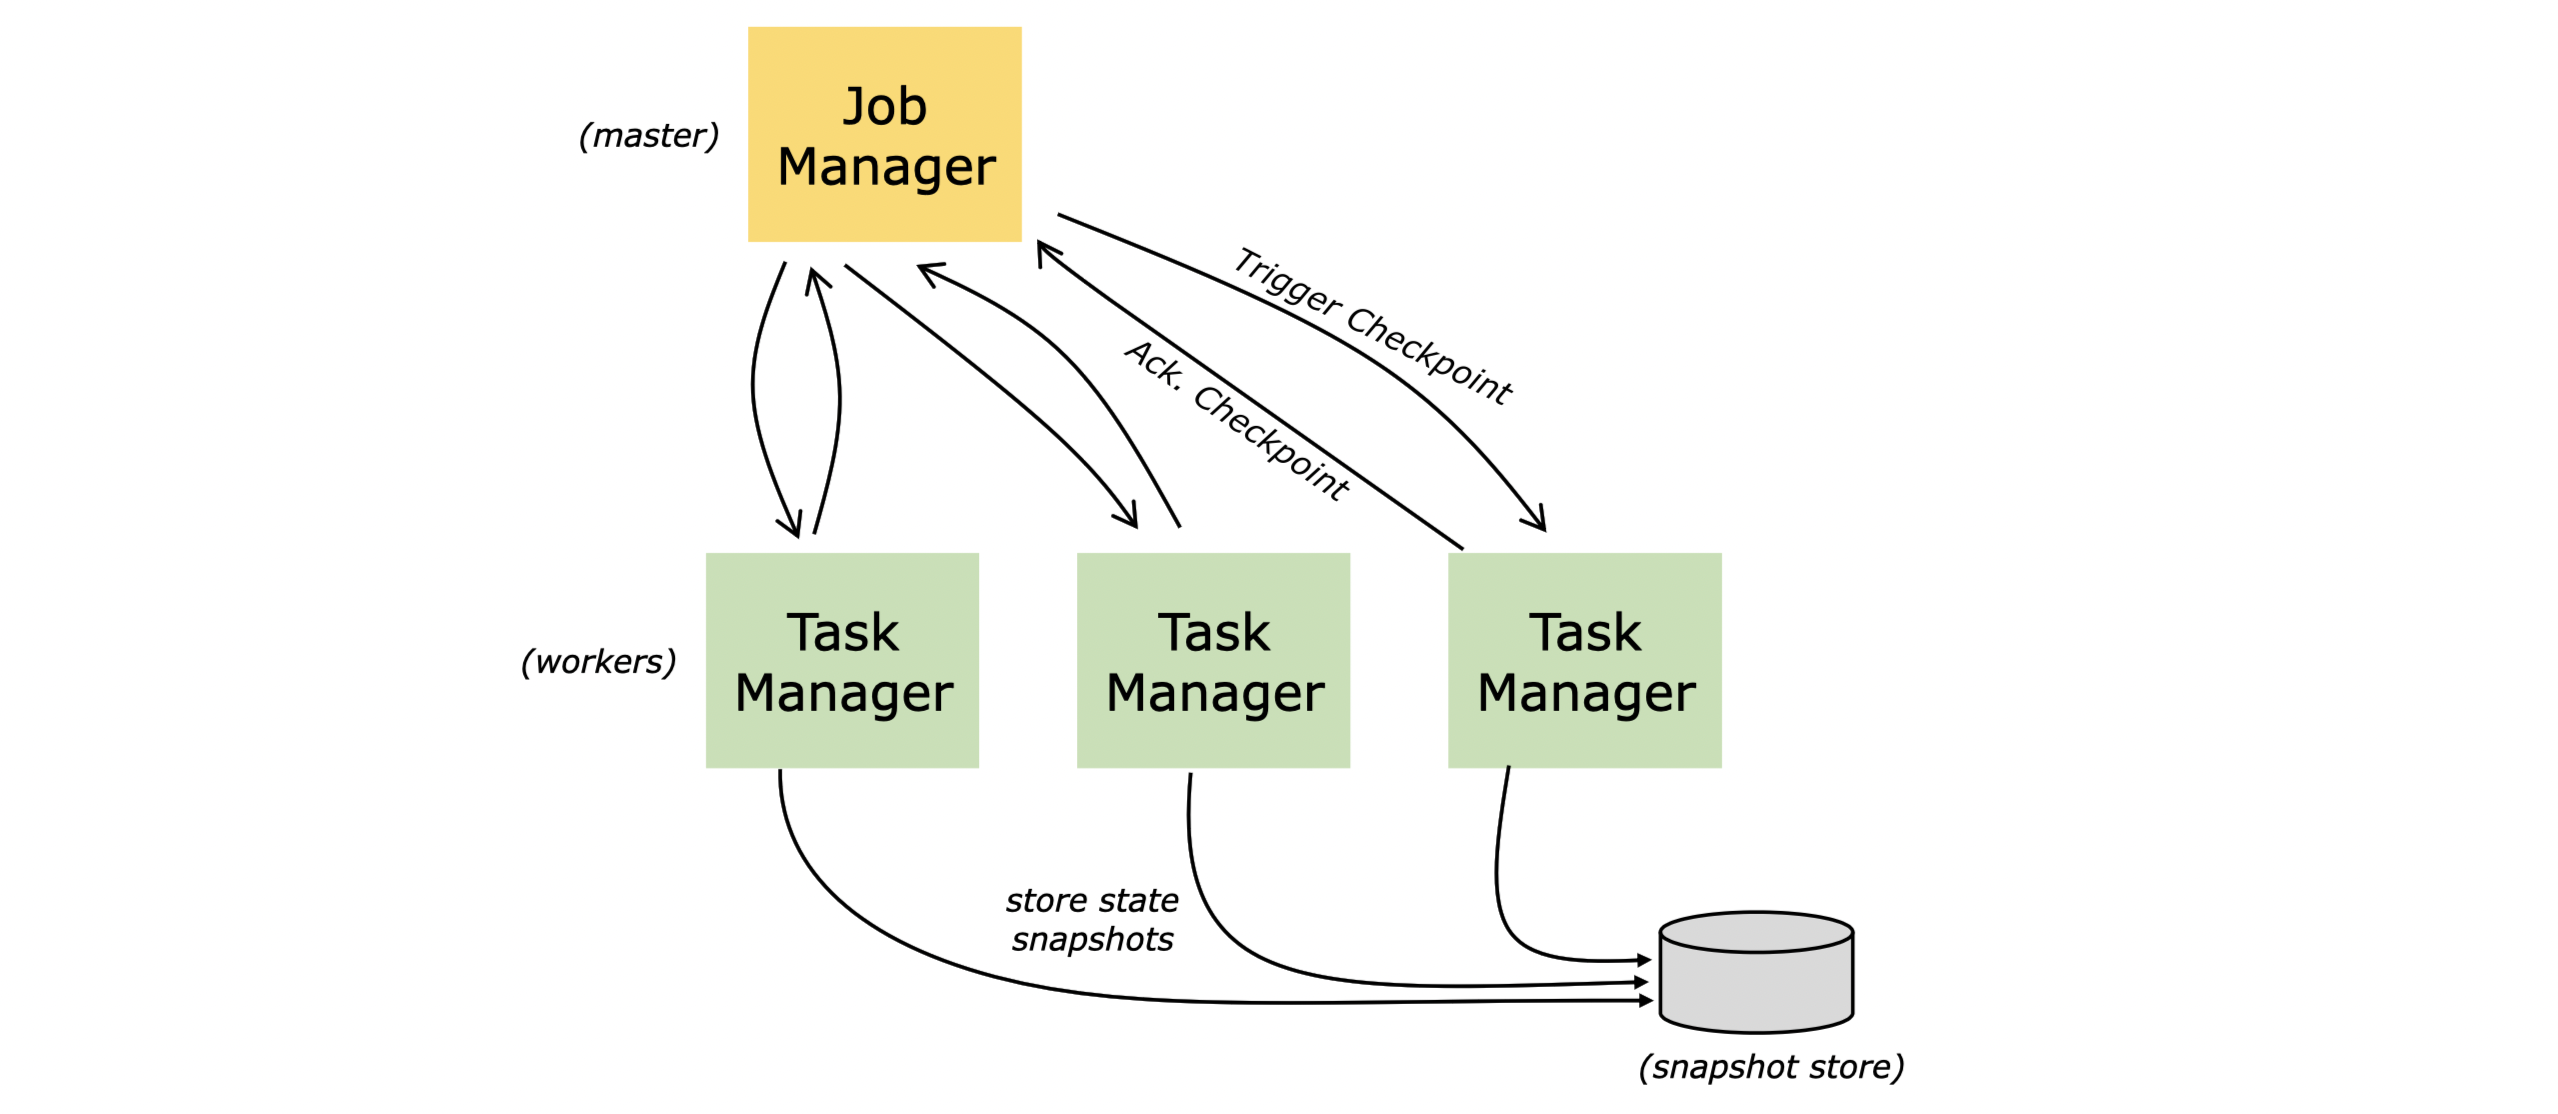 Job
Manager
(master)
Trigger Checkpoint
Ack. Checkpoint
(workers)
Task
Manager
Task
Manager
Task
Manager
store state
snapshots
(snapshot store)